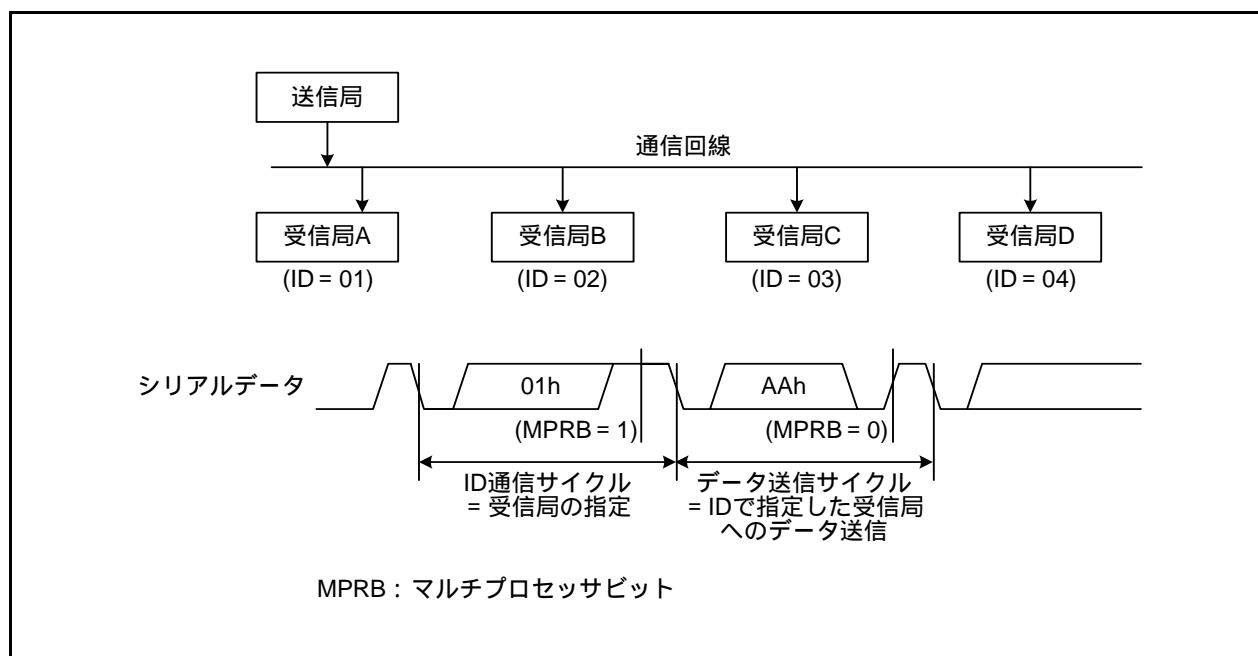 送信局
通信回線
受信局A 受信局B 受信局C 受信局D
(ID = 01) (ID = 02) (ID = 03) (ID = 04)
シリアルデータ 01h AAh
(MPRB = 1) (MPRB = 0)
ID通信サイクル
= 受信局の指定
データ送信サイクル
= IDで指定した受信局
へのデータ送信
MPRB : マルチプロセッサビット